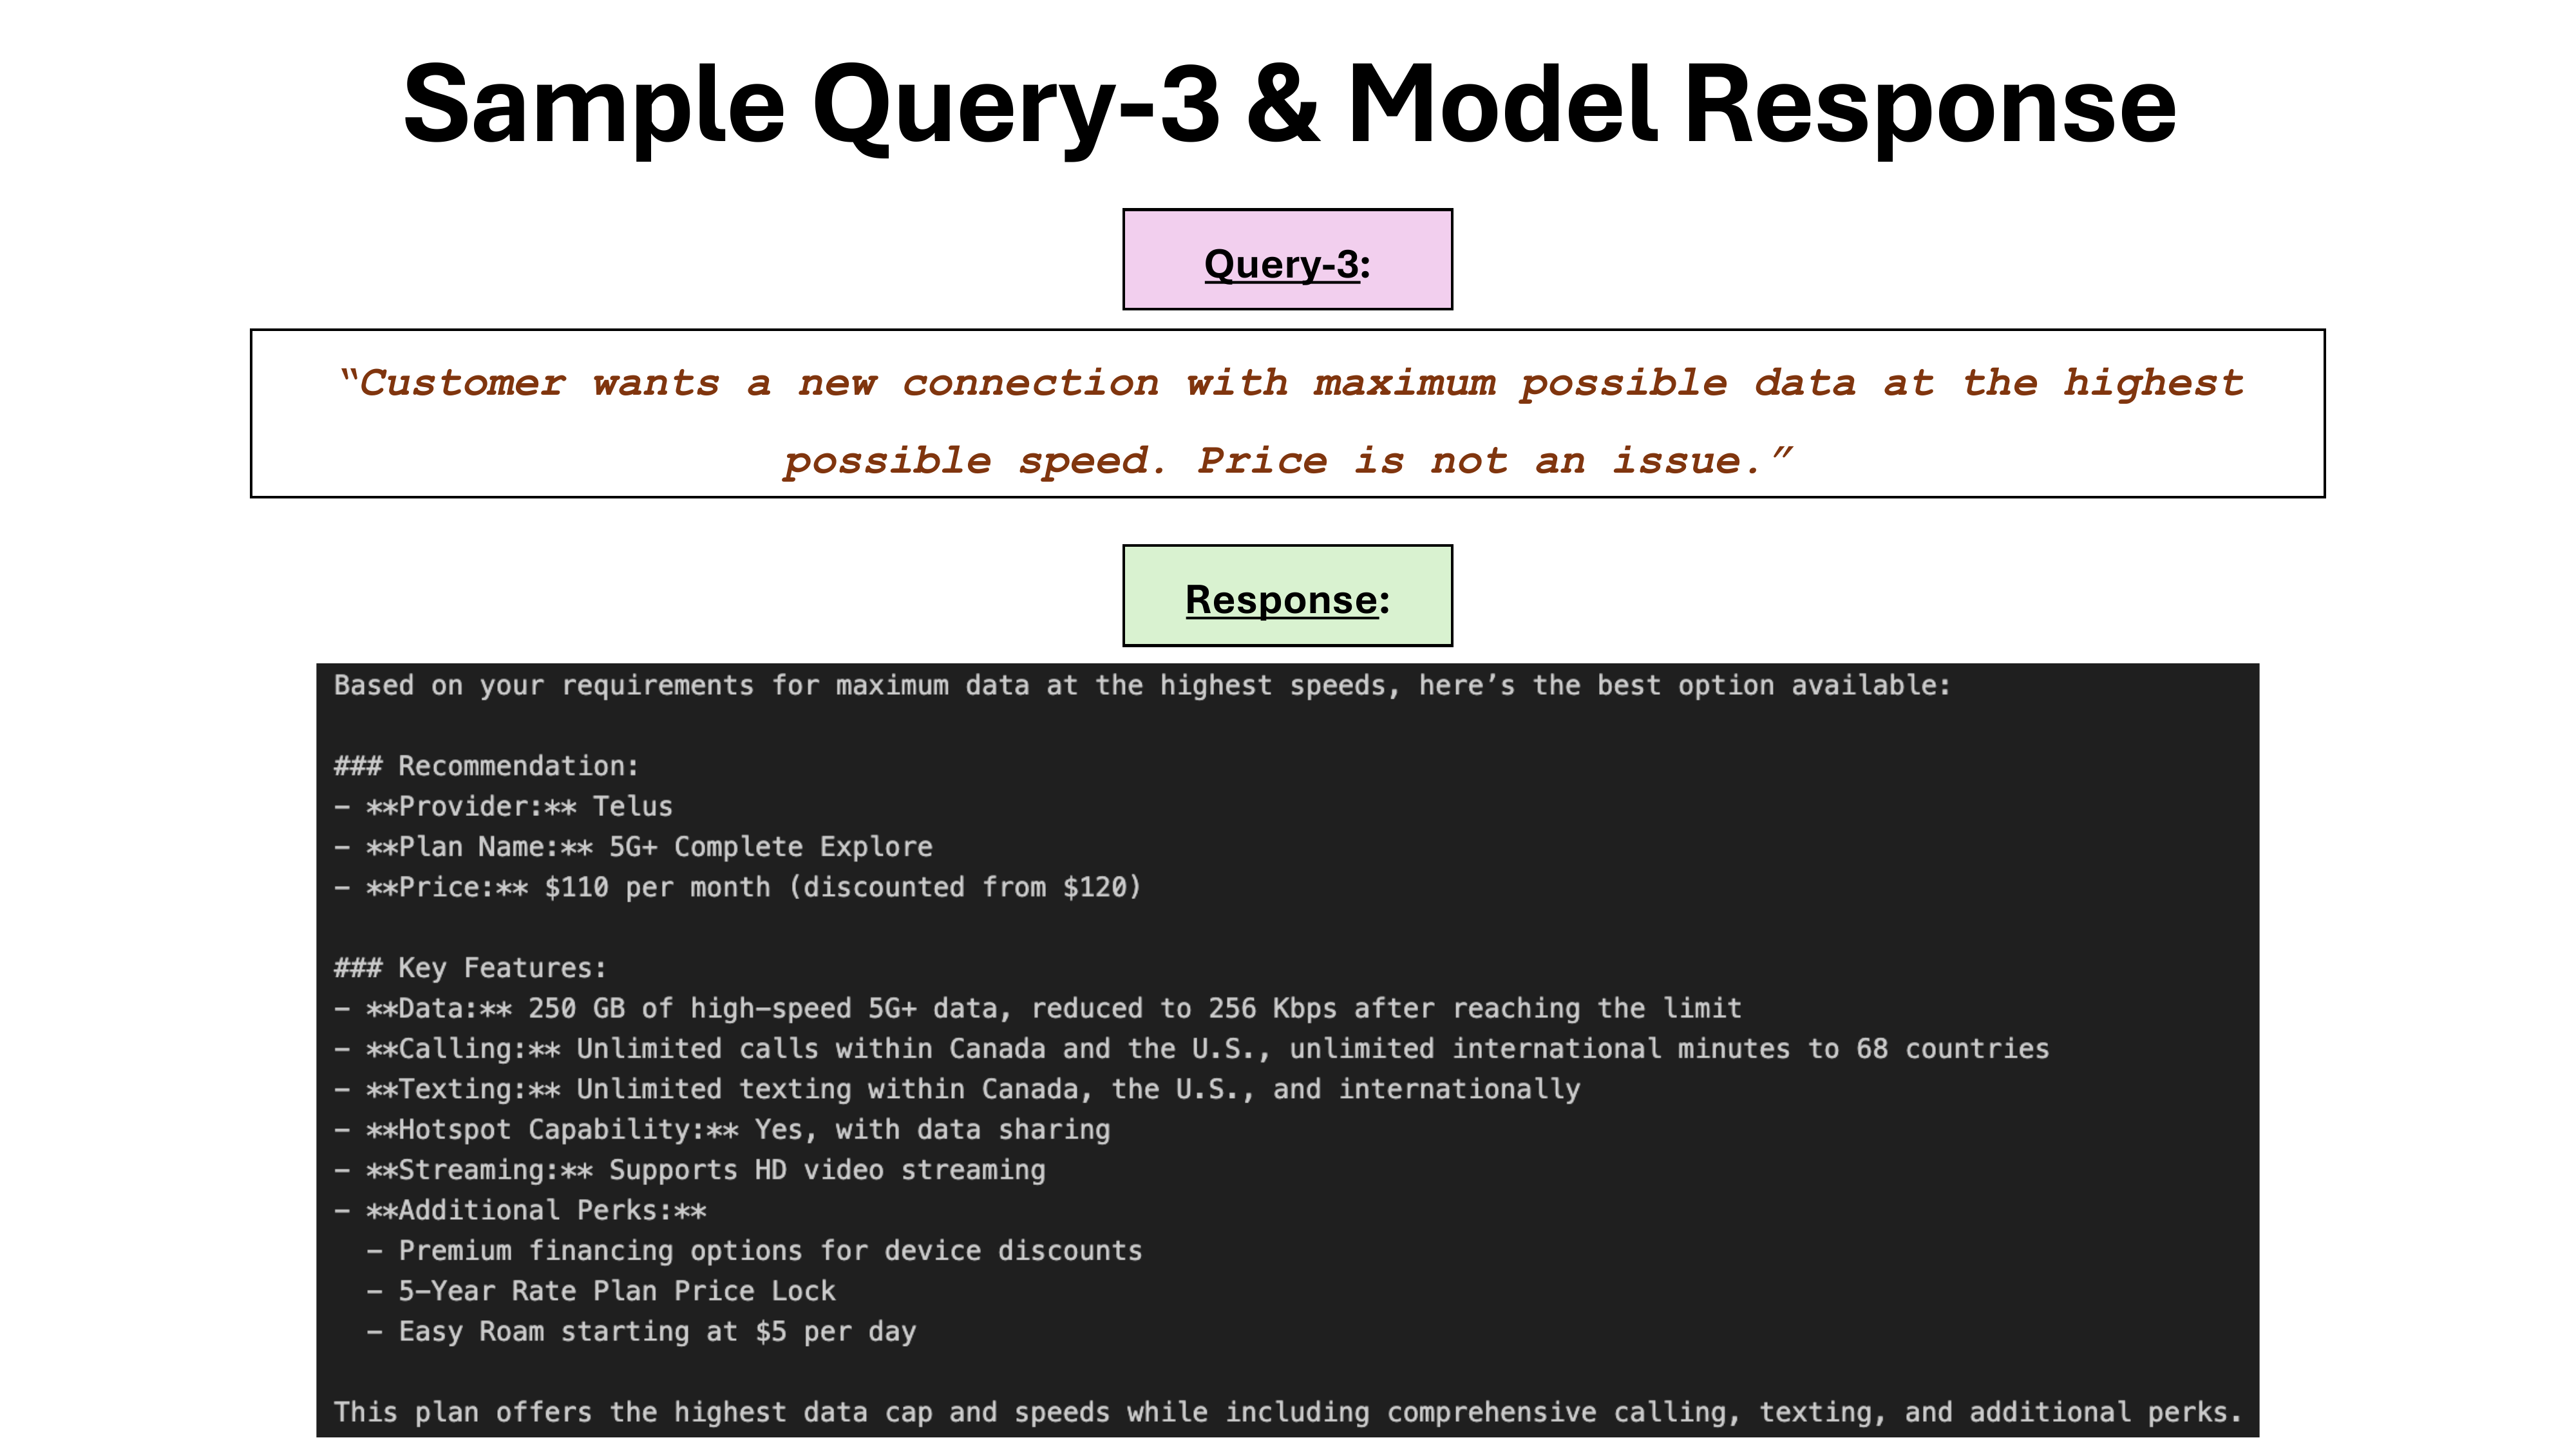 Sample Query-3 & Model Response
Query-3:
“Customer wants a new connection with maximum possible data at the highest
possible speed. Price is not an issue.”
Response:
Based on your requirements for maximum data at the highest speeds, here’s the best option available:
### Recommendation:
– **Provider:** Telus
– **Plan Name:** 5G+ Complete Explore
– **Price:** $110 per month (discounted from $120)
### Key Features:
– **Data:** 250 GB of high–speed 5G+ data, reduced to 256 Kbps after reaching the limit
– **Calling:** Unlimited calls within Canada and the U.S., unlimited international minutes to 68 countries
– **Texting:** Unlimited texting within Canada, the U.S., and internationally
– **Hotspot Capability:** Yes, with data sharing
– **Streaming:** Supports HD video streaming
– **Additional Perks:**
– Premium financing options for device discounts
– 5–Year Rate Plan Price Lock
– Easy Roam starting at $5 per day
This plan offers the highest data cap and speeds while including comprehensive calling, texting, and additional perks.